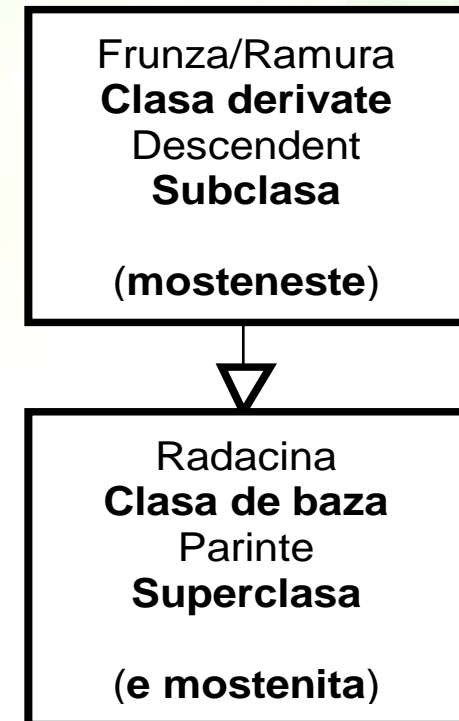 Frunza/Ramura
Clasa derivate
Descendent
Subclasa
(mosteneste)
Radacina
Clasa de baza
Parinte
Superclasa
(e mostenita)